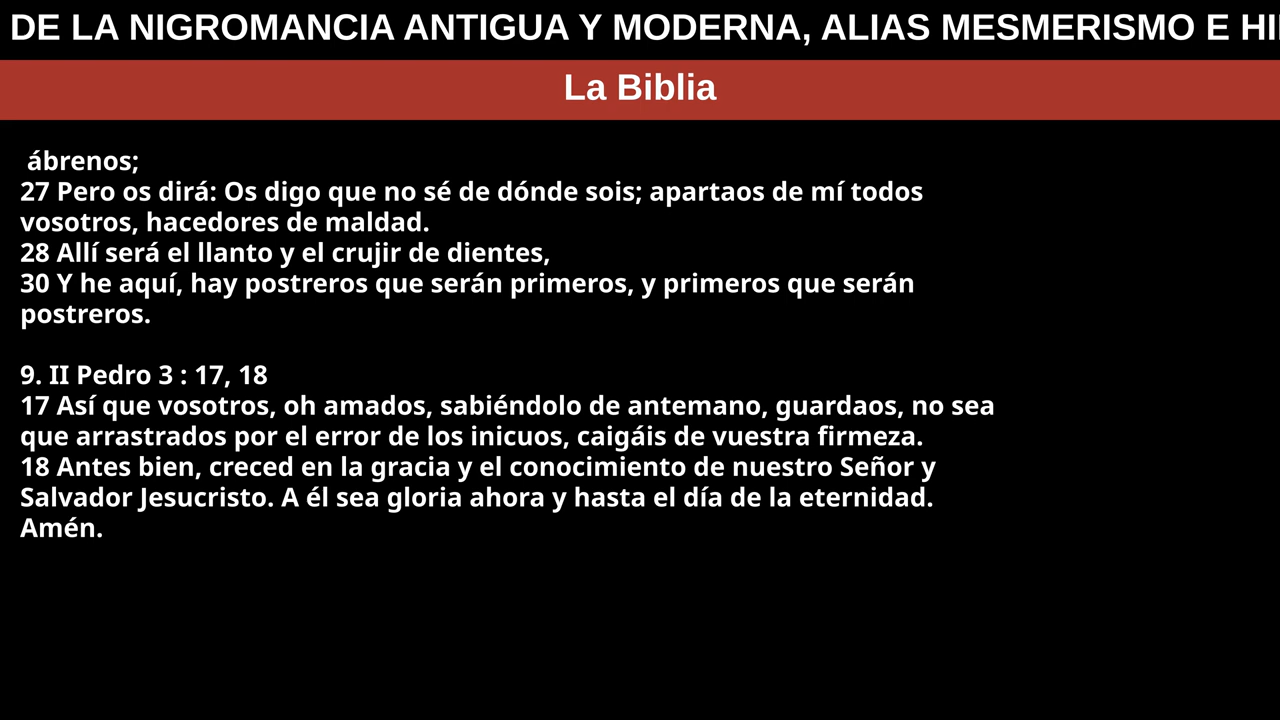 DE LA NIGROMANCIA ANTIGUA Y MODERNA, ALIAS MESMERISMO E
La Biblia
ábrenos;
27 Pero os dirá: Os digo que no sé de dónde sois; apartaos de mí todos
vosotros, hacedores de maldad.
28 Allí será el llanto y el crujir de dientes,
30 Y he aquí, hay postreros que serán primeros, y primeros que serán
postreros.
9. II Pedro 3 : 17, 18
17 Así que vosotros, oh amados, sabiéndolo de antemano, guardaos, no sea
que arrastrados por el error de los inicuos, caigáis de vuestra firmeza.
18 Antes bien, creced en la gracia y el conocimiento de nuestro Señor y
Salvador Jesucristo. A él sea gloria ahora y hasta el día de la eternidad.
Amén.